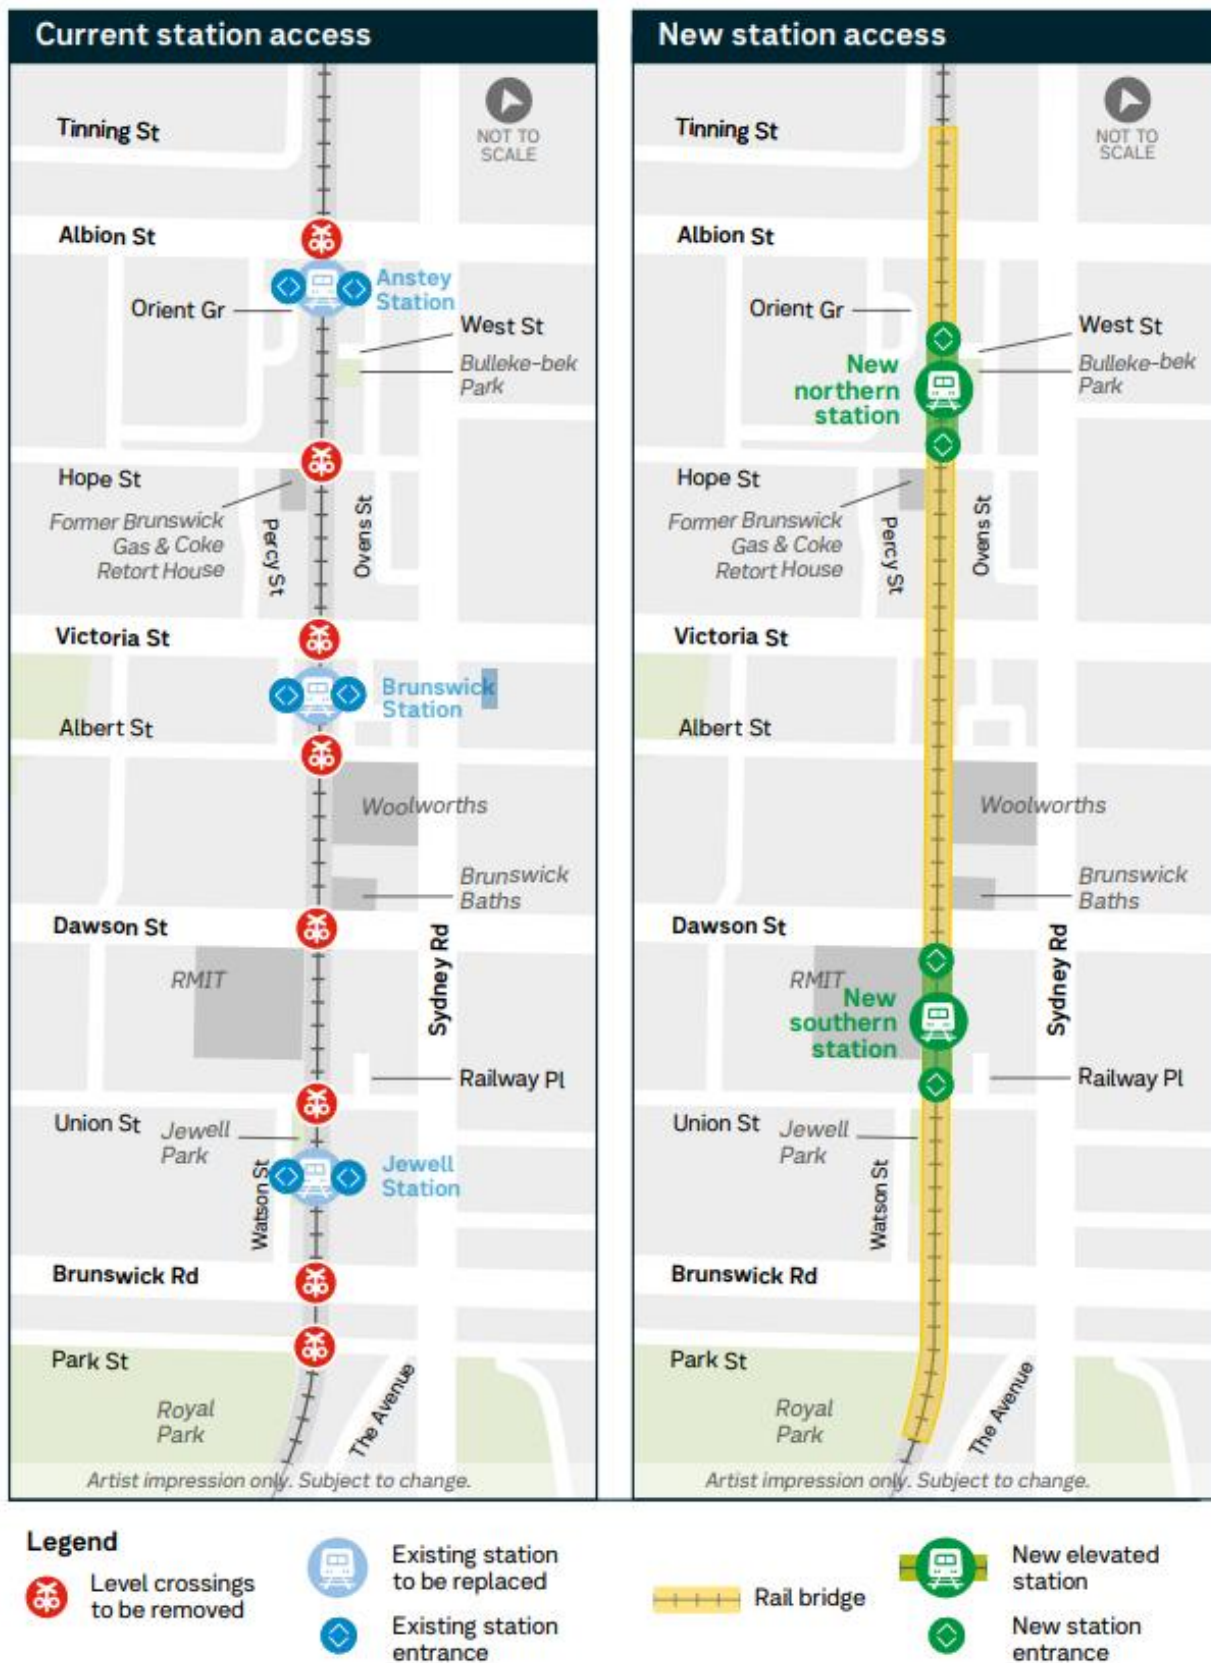 Current station access
NOT TO
SCALE
Tinning St
Albion St
Anstey
Station
Orient Gr
West St
Bulleke-bek
Park
Hope St
Former Brunswick
Gas & Coke
Retort House
Percy St
Ovens St
Victoria St
Brunswick
Station
Albert St
Woolworths
Brunswick
Baths
Dawson St
RMIT
Sydney Rd
Railway Pl
Union St
Jewell
Park
Watson St
Jewell
Station
Brunswick Rd
Park St
Royal
Park
The Avenue
Artist impression only. Subject to change.
New station access
NOT TO
SCALE
Tinning St
Albion St
Orient Gr
West St
Bulleke-bek
Park
New
northern
station
Hope St
Former Brunswick
Gas & Coke
Retort House
Percy St
Ovens St
Victoria St
Albert St
Woolworths
Brunswick
Baths
Dawson St
RMIT
New
southern
station
Sydney Rd
Railway Pl
Union St
Jewell
Park
Watson St
Brunswick Rd
Park St
Royal
Park
The Avenue
Artist impression only. Subject to change.
Legend
Level crossings
to be removed
Existing station
to be replaced
Existing station
entrance
Rail bridge
New elevated
station
New station
entrance